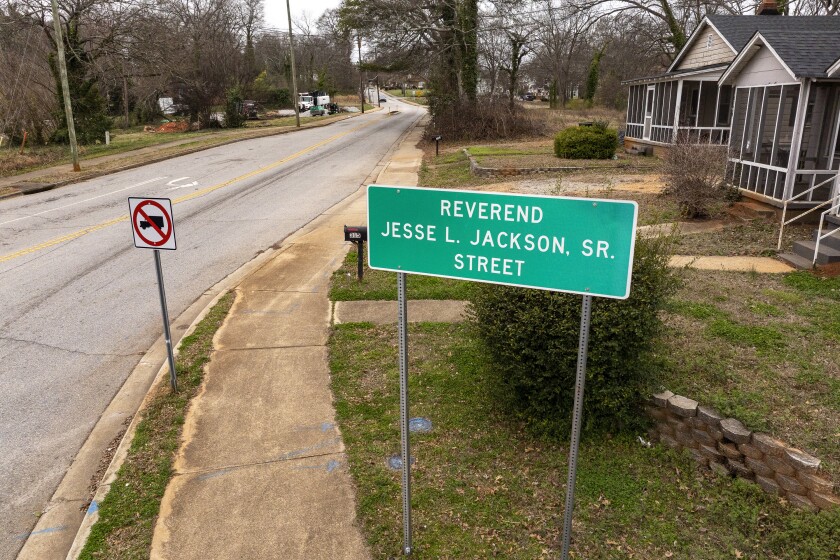 REVEREND
JESSE L. JACKSON, SR.
STREET